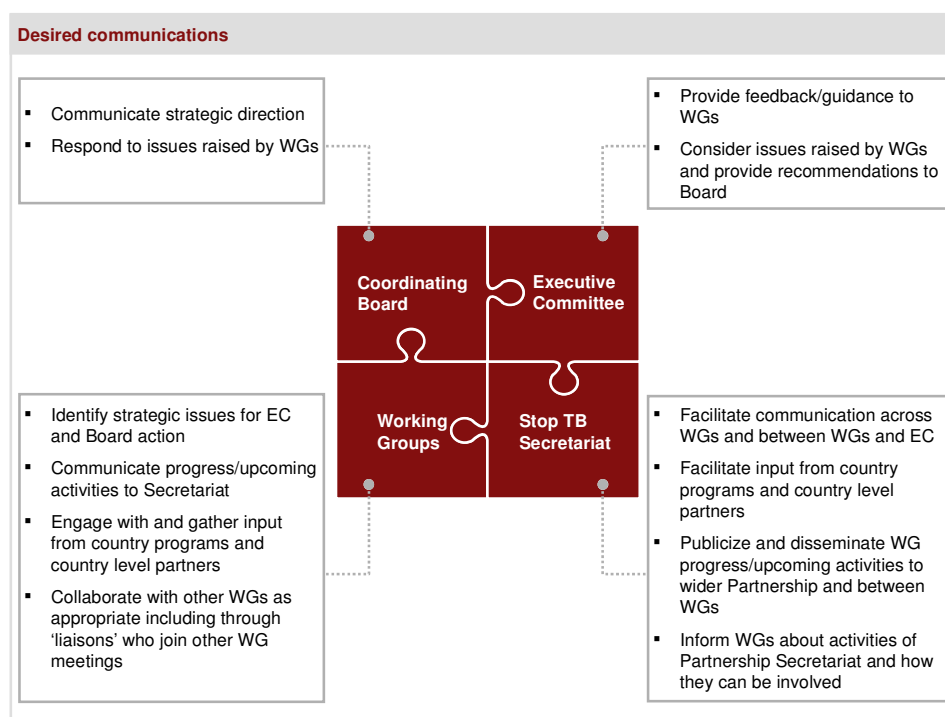 Desired communications
▪ Communicate strategic direction
▪ Respond to issues raised by WGs
▪ Provide feedback/guidance to
WGs
▪ Consider issues raised by WGs
and provide recommendations to
Board
Coordinating
Board
Executive
Committee
Working
Groups
Stop TB
Secretariat
▪ Identify strategic issues for EC
and Board action
▪ Communicate progress/upcoming
activities to Secretariat
▪ Engage with and gather input
from country programs and
country level partners
▪ Collaborate with other WGs as
appropriate including through
‘liaisons’ who join other WG
meetings
▪ Facilitate communication across
WGs and between WGs and EC
▪ Facilitate input from country
programs and country level
partners
▪ Publicize and disseminate WG
progress/upcoming activities to
wider Partnership and between
WGs
▪ Inform WGs about activities of
Partnership Secretariat and how
they can be involved